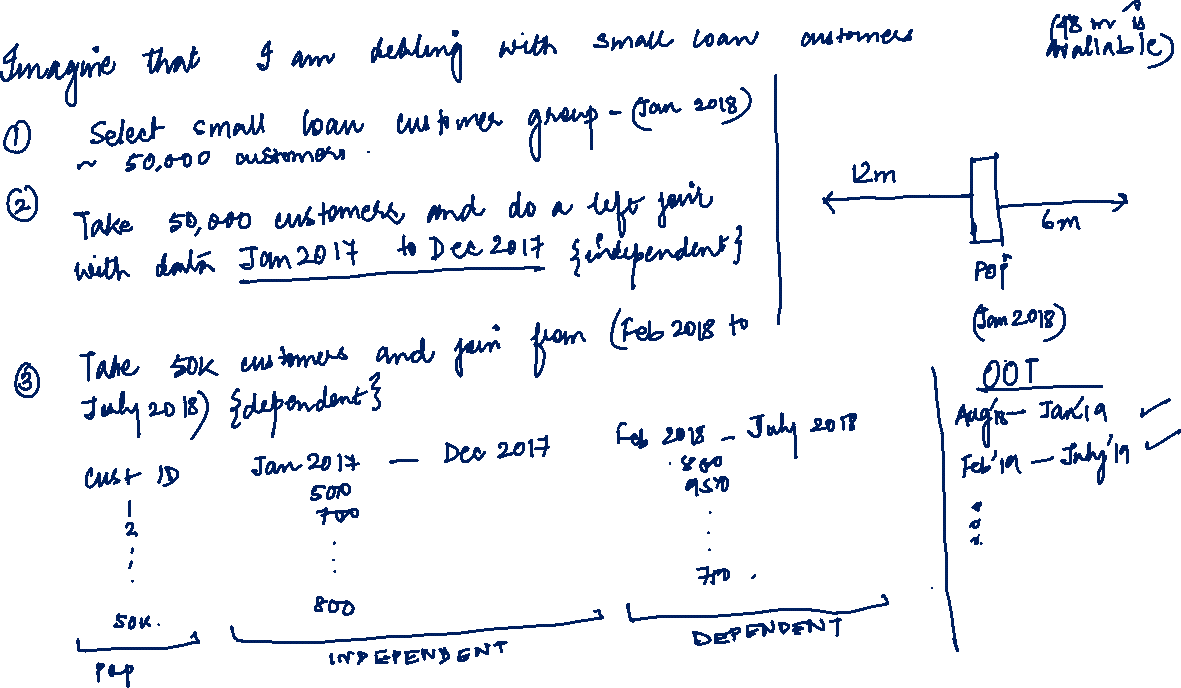 Imagine that I am dealing with small loan customers
(48 m is
available)
① Select small loan customer group - (Jan 2018)
~ 50,000 customers.
② Take 50,000 customers and do a left join
with data Jan 2017 to Dec 2017 {independent}
12m
6m
POP
(Jan 2018)
③ Take 50K customers and join from (Feb 2018 to
July 2018) {dependent}
OOT
Aug'18 - Jan'19 ✓
Feb'19 - July'19 ✓
Cust ID Jan 2017 - Dec 2017 Feb 2018 - July 2018
1 500 800
2 700 950
50K. 800 700.
POP INDEPENDENT DEPENDENT